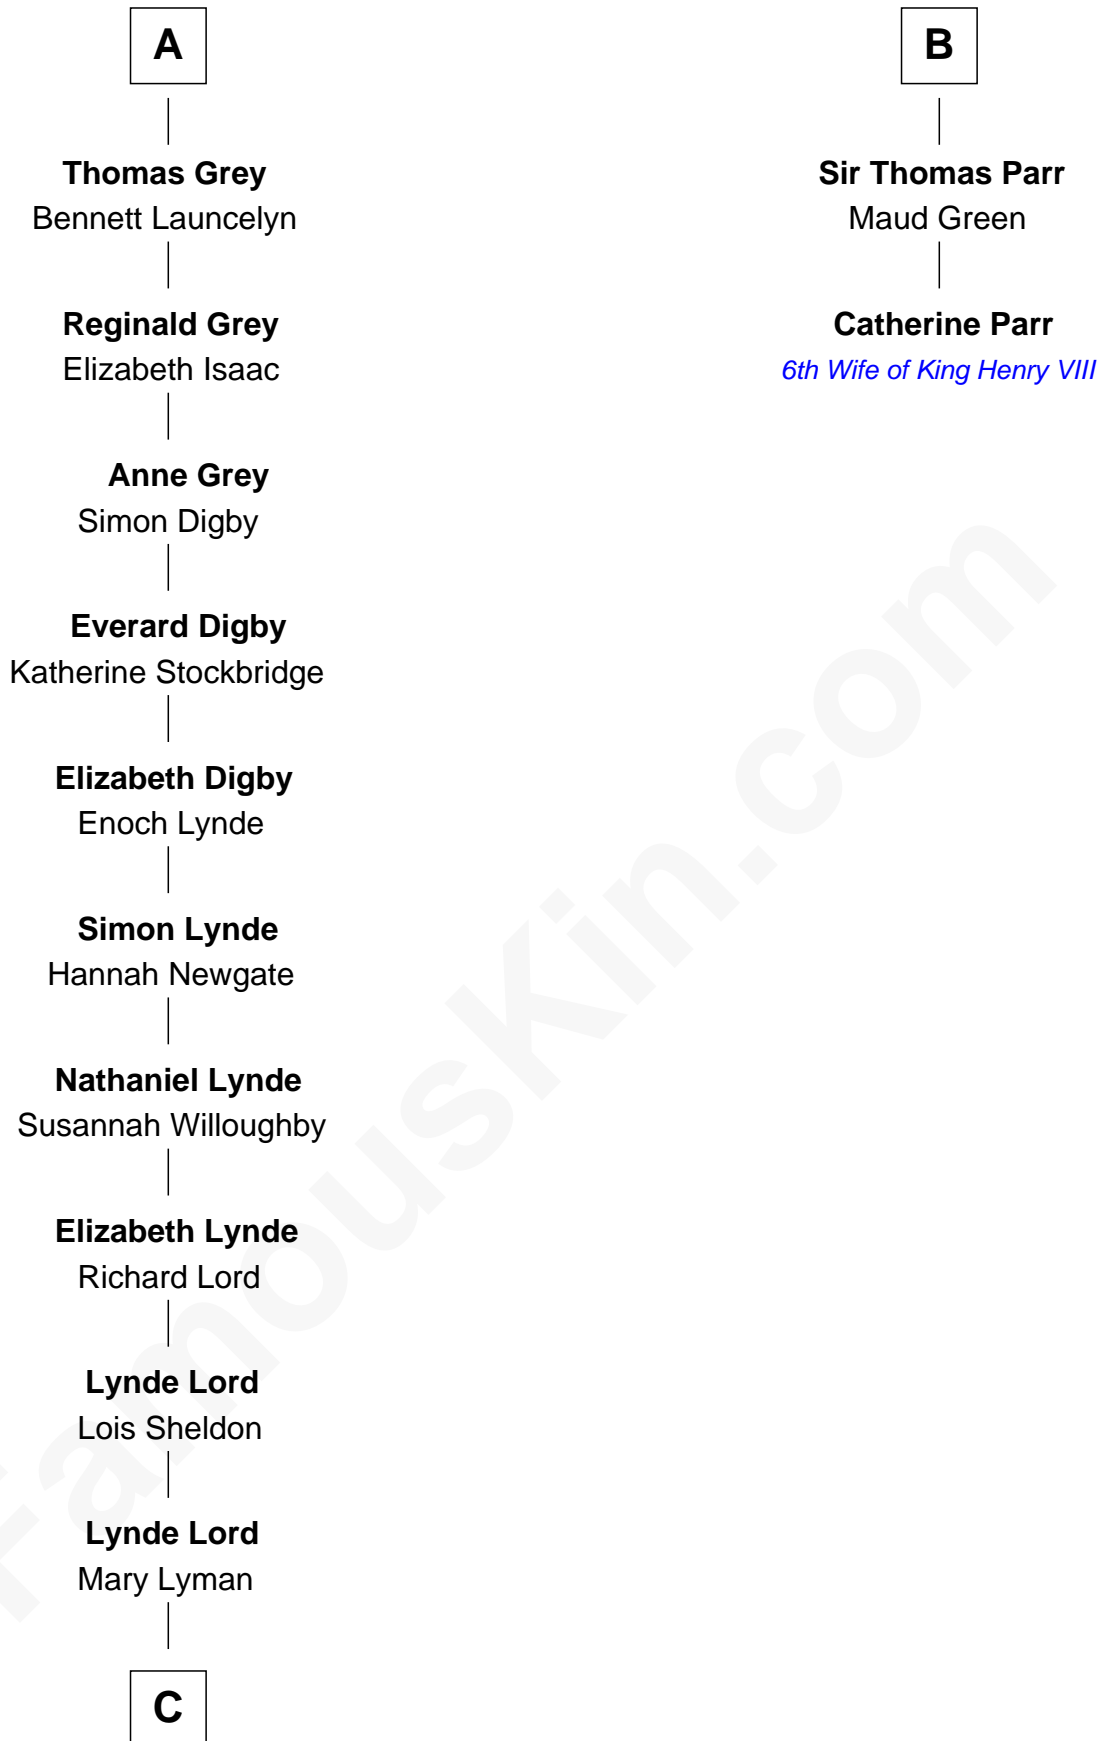 A
Thomas Grey
Bennett Launcelyn
Reginald Grey
Elizabeth Isaac
Anne Grey
Simon Digby
Everard Digby
Katherine Stockbridge
Elizabeth Digby
Enoch Lynde
Simon Lynde
Hannah Newgate
Nathaniel Lynde
Susannah Willoughby
Elizabeth Lynde
Richard Lord
Lynde Lord
Lois Sheldon
Lynde Lord
Mary Lyman
C
B
Sir Thomas Parr
Maud Green
Catherine Parr
6th Wife of King Henry VIII
FamousKin.com